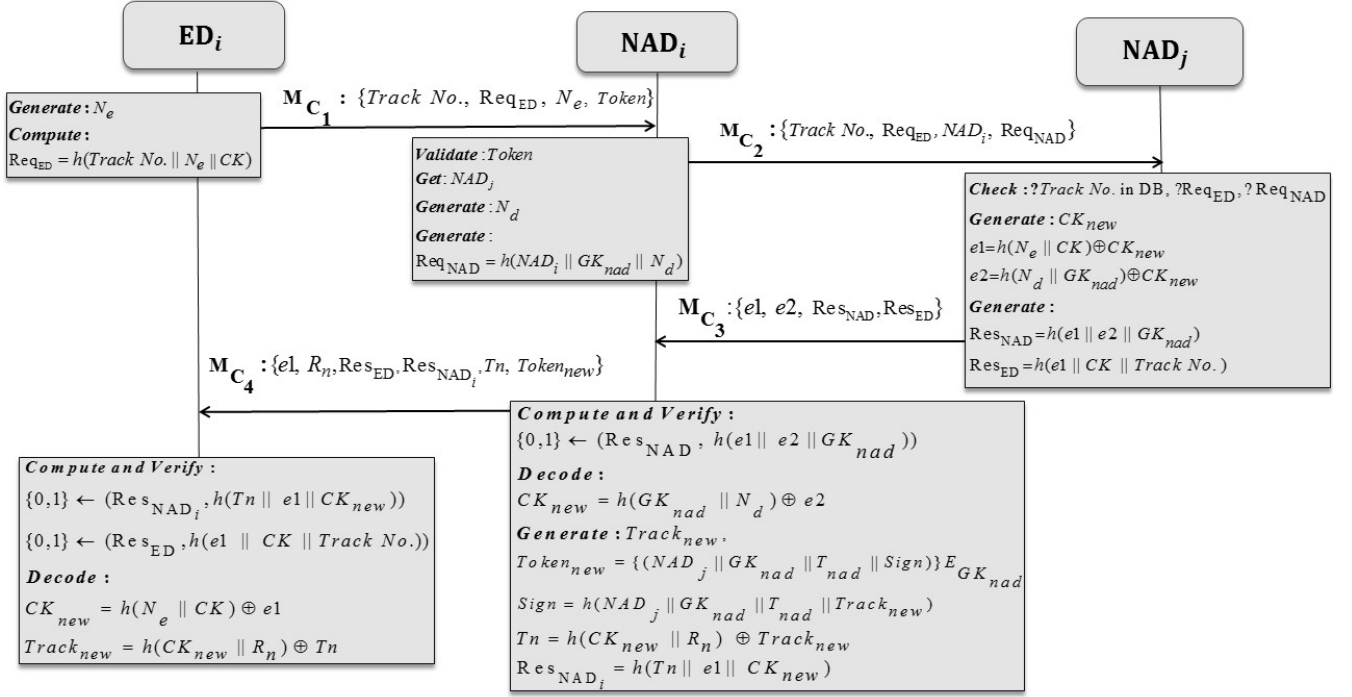 ED_i
NAD_i
NAD_j
Generate: N_e
Compute:
Req_ED = h(Track No. || N_e || CK)
M_C1 : {Track No., Req_ED, N_e, Token}
Validate: Token
Get: NAD_j
Generate: N_d
Generate:
Req_NAD = h(NAD_i || GK_nad || N_d)
M_C2 : {Track No., Req_ED, NAD_i, Req_NAD}
Check: ?Track No. in DB, ?Req_ED, ? Req_NAD
Generate: CK_new
e1=h(N_e || CK)⊕CK_new
e2=h(N_d || GK_nad)⊕CK_new
Generate:
Res_NAD=h(e1 || e2 || GK_nad)
Res_ED=h(e1 || CK || Track No.)
M_C3 :{e1, e2, Res_NAD,Res_ED}
M_C4 :{e1, R_n,Res_ED,Res_NAD_i,Tn, Token_new}
Compute and Verify:
{0,1} ← (Res_NAD, h(e1|| e2 || GK_nad))
Decode:
CK_new = h(GK_nad || N_d) ⊕ e2
Generate: Track_new,
Token_new = {(NAD_j || GK_nad || T_nad || Sign)}E_GK_nad
Sign = h(NAD_j || GK_nad || T_nad || Track_new)
Tn = h(CK_new || R_n) ⊕ Track_new
Res_NAD_i = h(Tn || e1 || CK_new)
Compute and Verify:
{0,1} ← (Res_NAD_i, h(Tn || e1|| CK_new))
{0,1} ← (Res_ED, h(e1 || CK || Track No.))
Decode:
CK_new = h(N_e || CK) ⊕ e1
Track_new = h(CK_new || R_n) ⊕ Tn